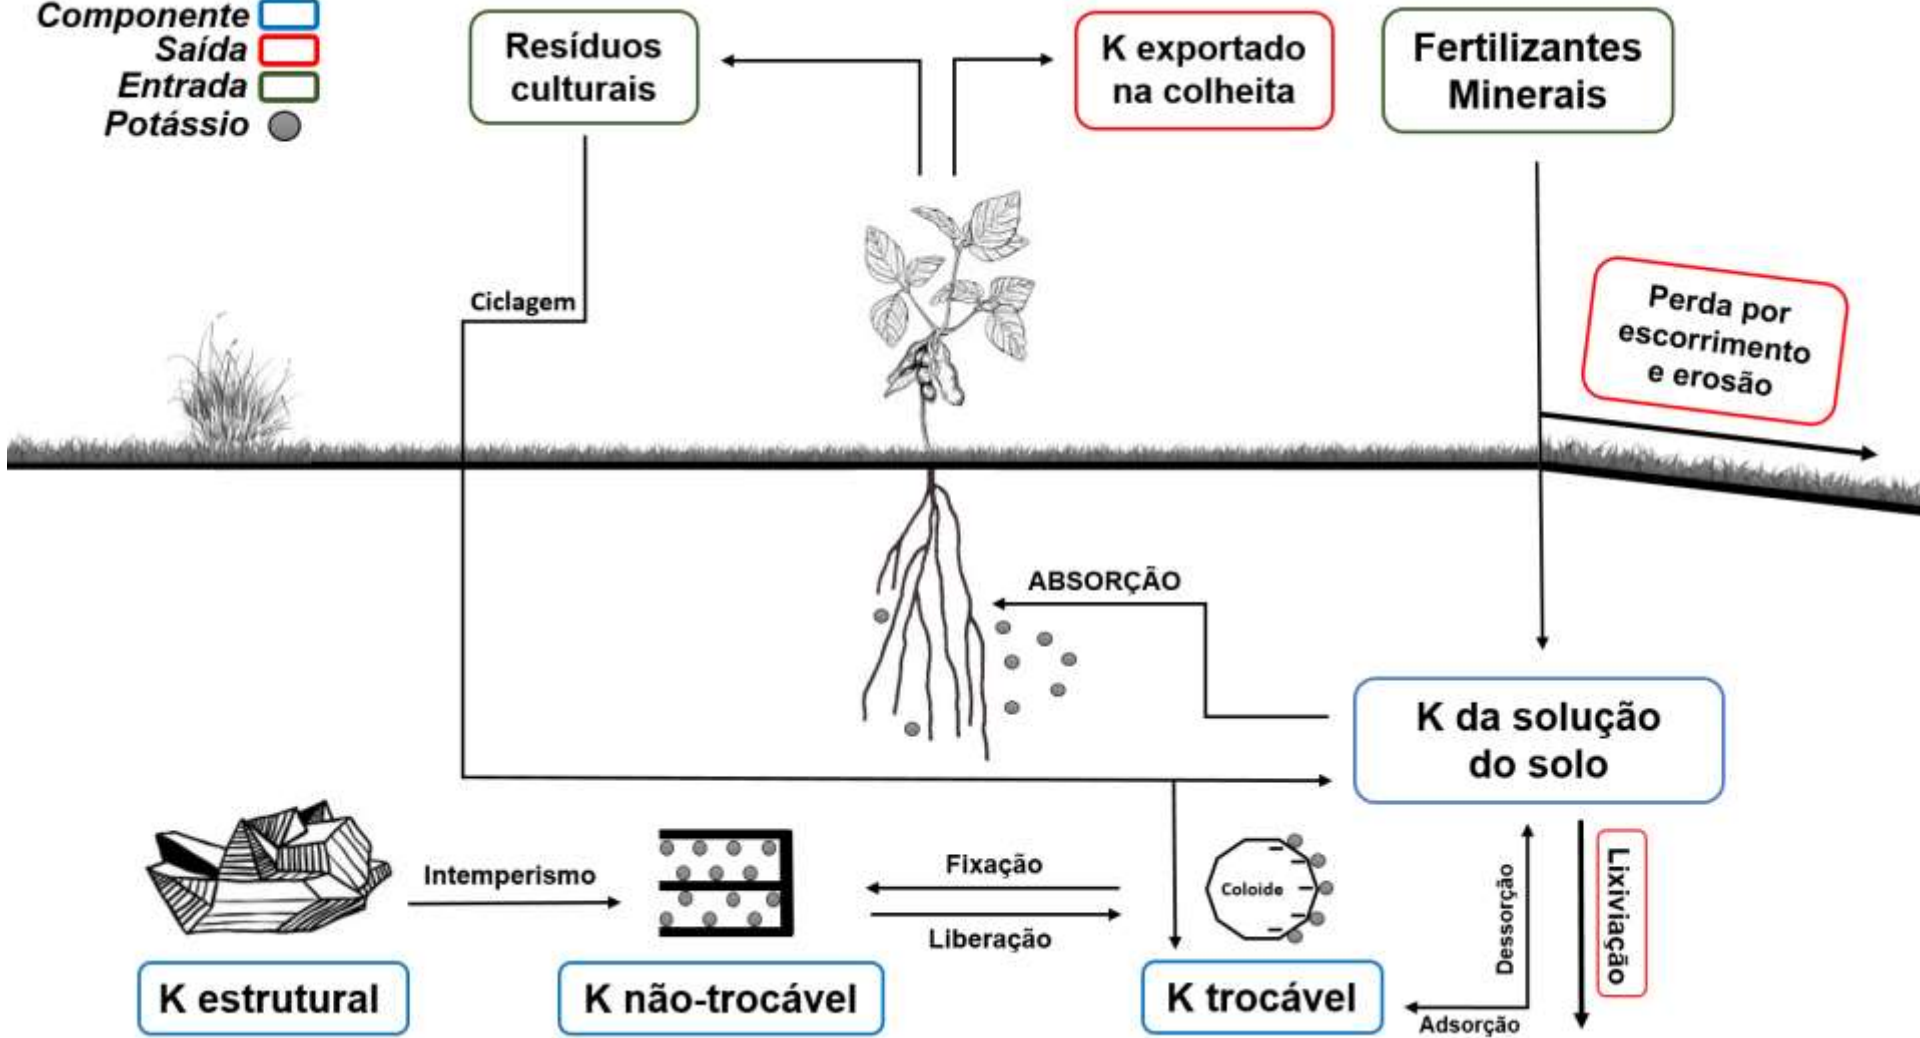 Componente
Saída
Entrada
Potássio
Resíduos
culturais
K exportado
na colheita
Fertilizantes
Minerais
Ciclagem
Perda por
escorrimento
e erosão
ABSORÇÃO
K da solução
do solo
Intemperismo
Fixação
Liberação
Coloide
Dessorção
Lixiviação
Adsorção
K estrutural
K não-trocável
K trocável